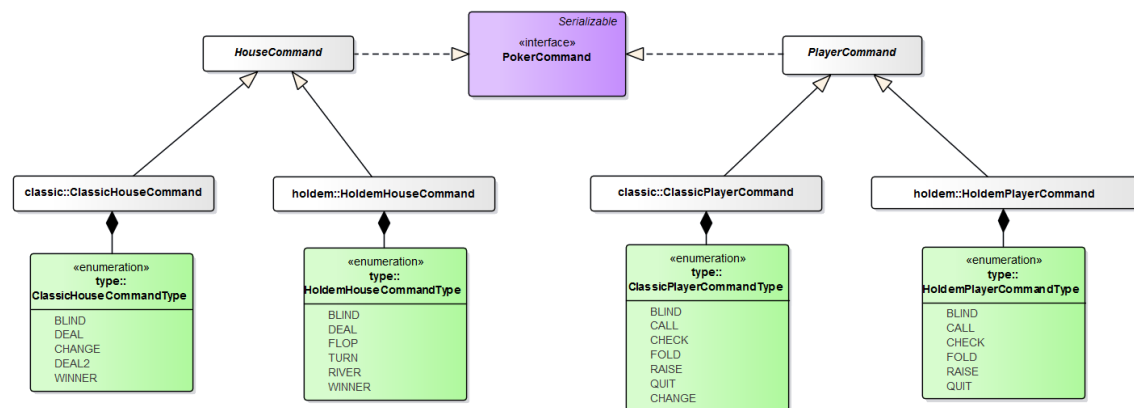 Serializable
«interface»
PokerCommand
HouseCommand
PlayerCommand
classic::ClassicHouseCommand
holdem::HoldemHouseCommand
classic::ClassicPlayerCommand
holdem::HoldemPlayerCommand
«enumeration»
type::
ClassicHouseCommandType
BLIND
DEAL
CHANGE
DEAL2
WINNER
«enumeration»
type::
HoldemHouseCommandType
BLIND
DEAL
FLOP
TURN
RIVER
WINNER
«enumeration»
type::
ClassicPlayerCommandType
BLIND
CALL
CHECK
FOLD
RAISE
QUIT
CHANGE
«enumeration»
type::
HoldemPlayerCommandType
BLIND
CALL
CHECK
FOLD
RAISE
QUIT